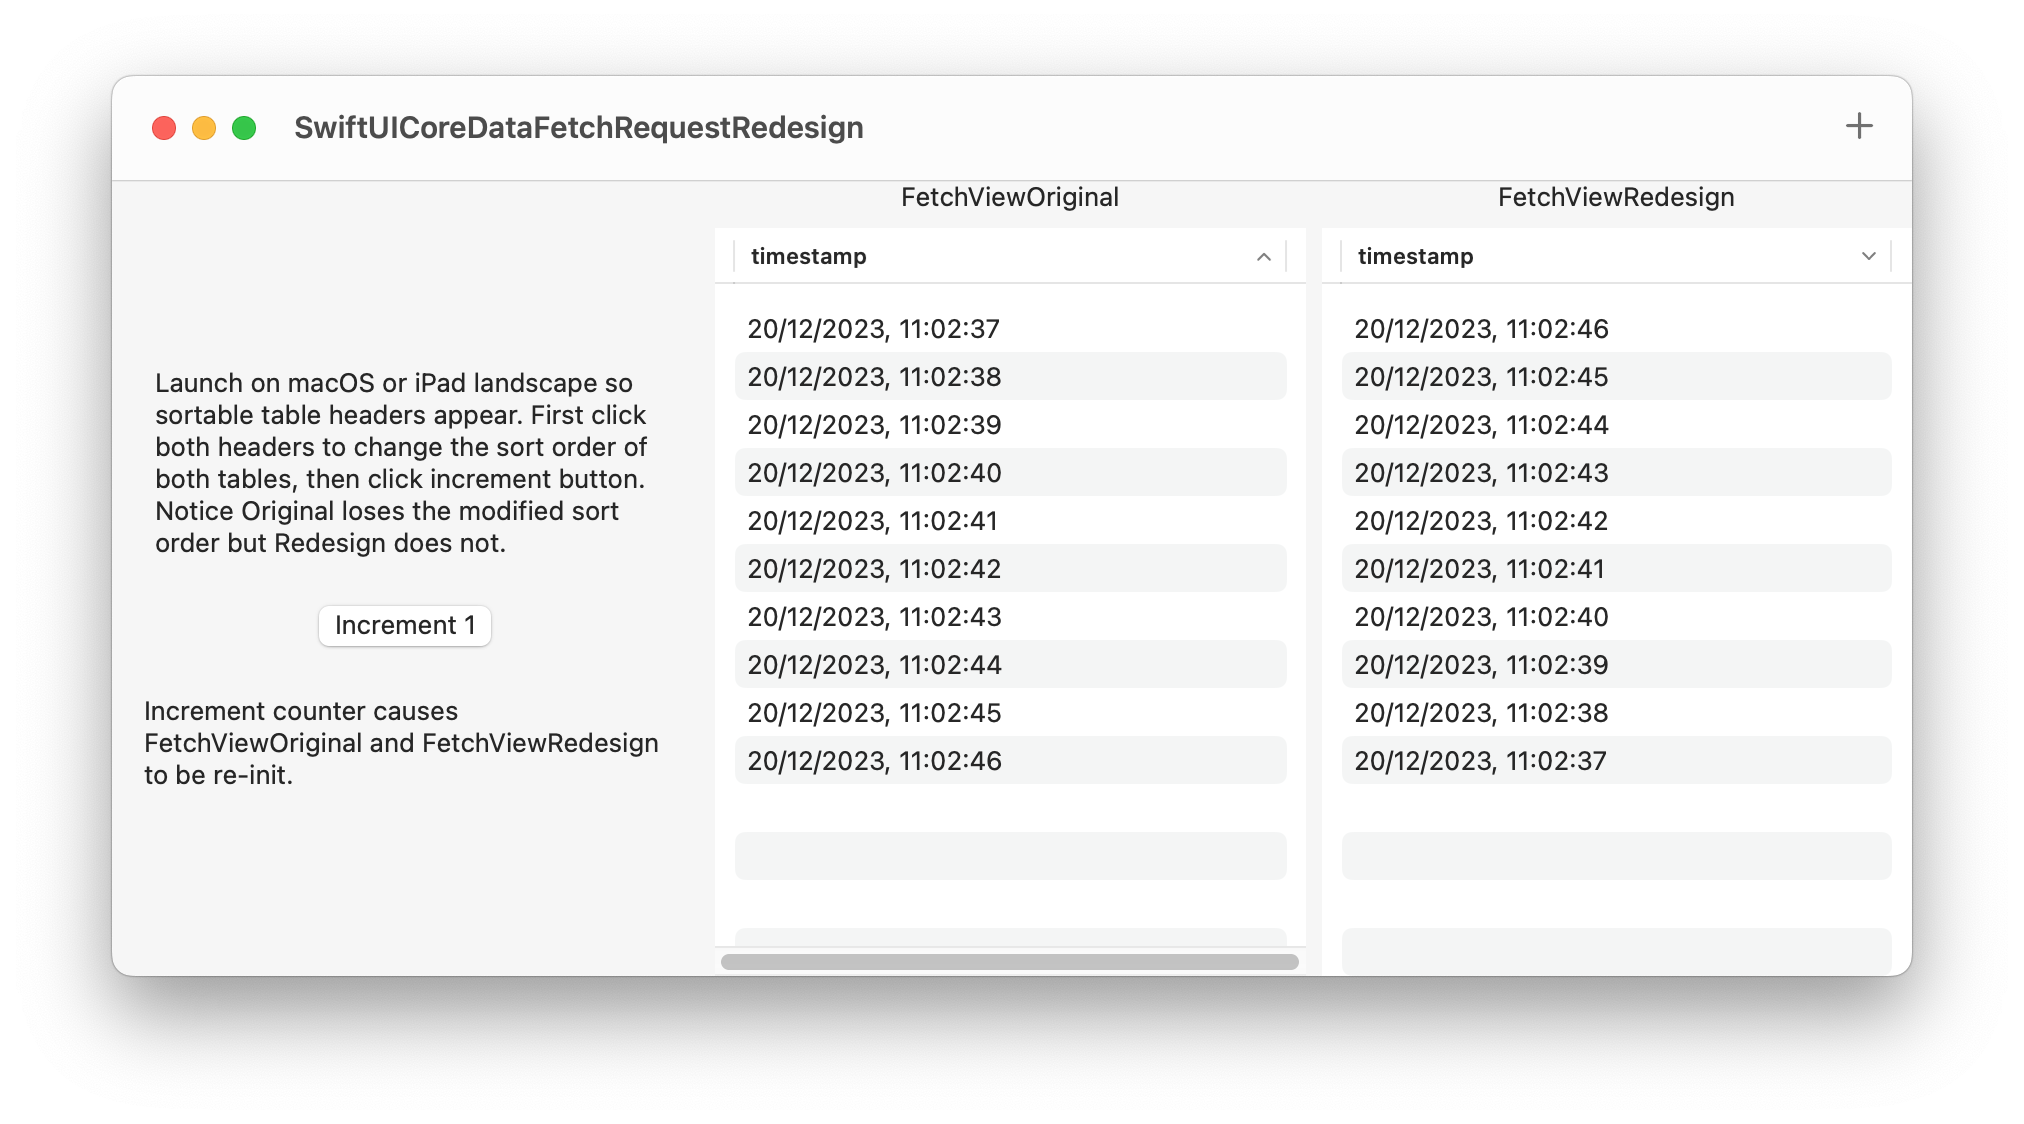 SwiftUICoreDataFetchRequestRedesign
Launch on macOS or iPad landscape so
sortable table headers appear. First click
both headers to change the sort order of
both tables, then click increment button.
Notice Original loses the modified sort
order but Redesign does not.
Increment 1
Increment counter causes
FetchViewOriginal and FetchViewRedesign
to be re-init.
FetchViewOriginal
timestamp
20/12/2023, 11:02:37
20/12/2023, 11:02:38
20/12/2023, 11:02:39
20/12/2023, 11:02:40
20/12/2023, 11:02:41
20/12/2023, 11:02:42
20/12/2023, 11:02:43
20/12/2023, 11:02:44
20/12/2023, 11:02:45
20/12/2023, 11:02:46
FetchViewRedesign
timestamp
20/12/2023, 11:02:46
20/12/2023, 11:02:45
20/12/2023, 11:02:44
20/12/2023, 11:02:43
20/12/2023, 11:02:42
20/12/2023, 11:02:41
20/12/2023, 11:02:40
20/12/2023, 11:02:39
20/12/2023, 11:02:38
20/12/2023, 11:02:37